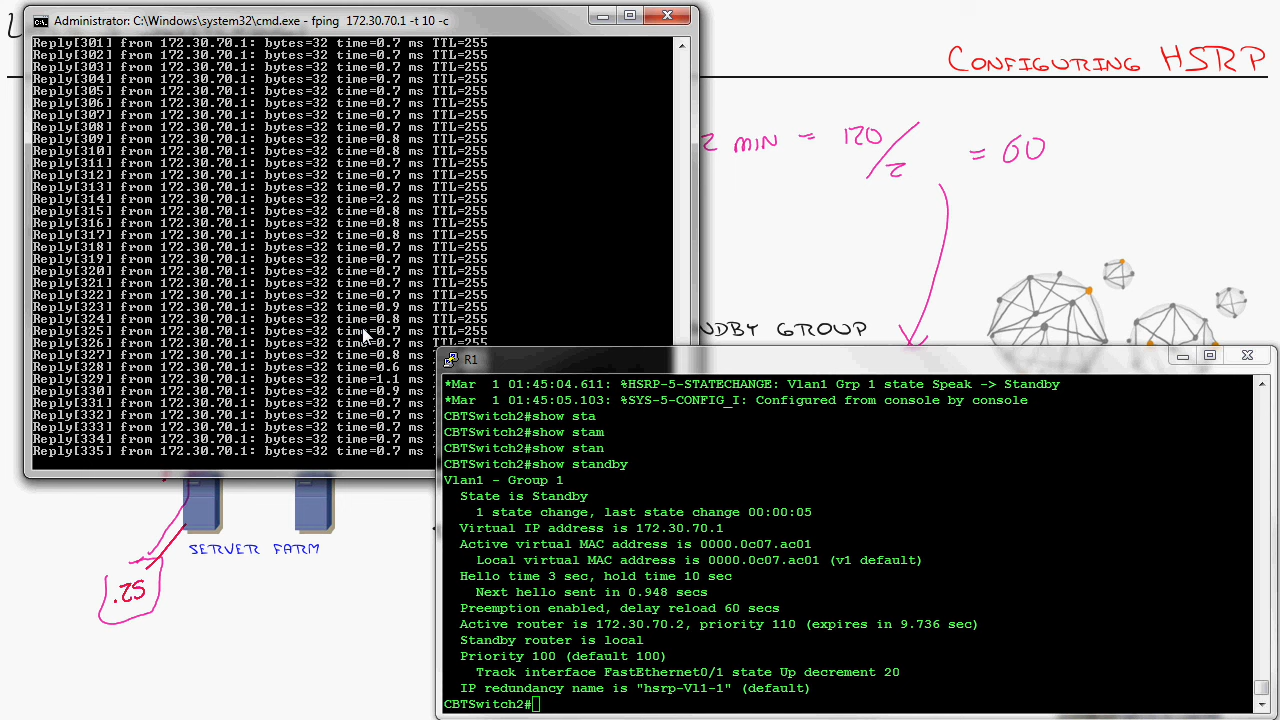 L
Administrator: C:\Windows\system32\cmd.exe - fping 172.30.70.1 -t 10 -c
CONFIGURING HSRP
Reply[301] from 172.30.70.1: bytes=32 time=0.7 ms TTL=255
Reply[302] from 172.30.70.1: bytes=32 time=0.7 ms TTL=255
Reply[303] from 172.30.70.1: bytes=32 time=0.7 ms TTL=255
Reply[304] from 172.30.70.1: bytes=32 time=0.7 ms TTL=255
Reply[305] from 172.30.70.1: bytes=32 time=0.7 ms TTL=255
Reply[306] from 172.30.70.1: bytes=32 time=0.7 ms TTL=255
Reply[307] from 172.30.70.1: bytes=32 time=0.7 ms TTL=255
Reply[308] from 172.30.70.1: bytes=32 time=0.7 ms TTL=255
Reply[309] from 172.30.70.1: bytes=32 time=0.8 ms TTL=255
Reply[310] from 172.30.70.1: bytes=32 time=0.8 ms TTL=255
Reply[311] from 172.30.70.1: bytes=32 time=0.7 ms TTL=255
Reply[312] from 172.30.70.1: bytes=32 time=0.7 ms TTL=255
Reply[313] from 172.30.70.1: bytes=32 time=0.7 ms TTL=255
Reply[314] from 172.30.70.1: bytes=32 time=2.2 ms TTL=255
Reply[315] from 172.30.70.1: bytes=32 time=0.8 ms TTL=255
Reply[316] from 172.30.70.1: bytes=32 time=0.8 ms TTL=255
Reply[317] from 172.30.70.1: bytes=32 time=0.8 ms TTL=255
Reply[318] from 172.30.70.1: bytes=32 time=0.7 ms TTL=255
Reply[319] from 172.30.70.1: bytes=32 time=0.7 ms TTL=255
Reply[320] from 172.30.70.1: bytes=32 time=0.7 ms TTL=255
Reply[321] from 172.30.70.1: bytes=32 time=0.7 ms TTL=255
Reply[322] from 172.30.70.1: bytes=32 time=0.7 ms TTL=255
Reply[323] from 172.30.70.1: bytes=32 time=0.9 ms TTL=255
Reply[324] from 172.30.70.1: bytes=32 time=0.8 ms TTL=255
Reply[325] from 172.30.70.1: bytes=32 time=0.7 ms TTL=255
Reply[326] from 172.30.70.1: bytes=32 time=0.7 ms TTL=255
Reply[327] from 172.30.70.1: bytes=32 time=0.8 ms
Reply[328] from 172.30.70.1: bytes=32 time=0.6 ms
Reply[329] from 172.30.70.1: bytes=32 time=1.1 ms
Reply[330] from 172.30.70.1: bytes=32 time=0.9 ms
Reply[331] from 172.30.70.1: bytes=32 time=0.7 ms
Reply[332] from 172.30.70.1: bytes=32 time=0.7 ms
Reply[333] from 172.30.70.1: bytes=32 time=0.7 ms
Reply[334] from 172.30.70.1: bytes=32 time=0.7 ms
Reply[335] from 172.30.70.1: bytes=32 time=0.7 ms
2 MIN = 120/2 = 60
NDBY GROUP
R1
*Mar 1 01:45:04.611: %HSRP-5-STATECHANGE: Vlan1 Grp 1 state Speak -> Standby
*Mar 1 01:45:05.103: %SYS-5-CONFIG_I: Configured from console by console
CBTSwitch2#show sta
CBTSwitch2#show stam
CBTSwitch2#show stan
CBTSwitch2#show standby
Vlan1 - Group 1
State is Standby
1 state change, last state change 00:00:05
Virtual IP address is 172.30.70.1
Active virtual MAC address is 0000.0c07.ac01
Local virtual MAC address is 0000.0c07.ac01 (v1 default)
Hello time 3 sec, hold time 10 sec
Next hello sent in 0.948 secs
Preemption enabled, delay reload 60 secs
Active router is 172.30.70.2, priority 110 (expires in 9.736 sec)
Standby router is local
Priority 100 (default 100)
Track interface FastEthernet0/1 state Up decrement 20
IP redundancy name is "hsrp-Vl1-1" (default)
CBTSwitch2#
SERVER FARM
.25